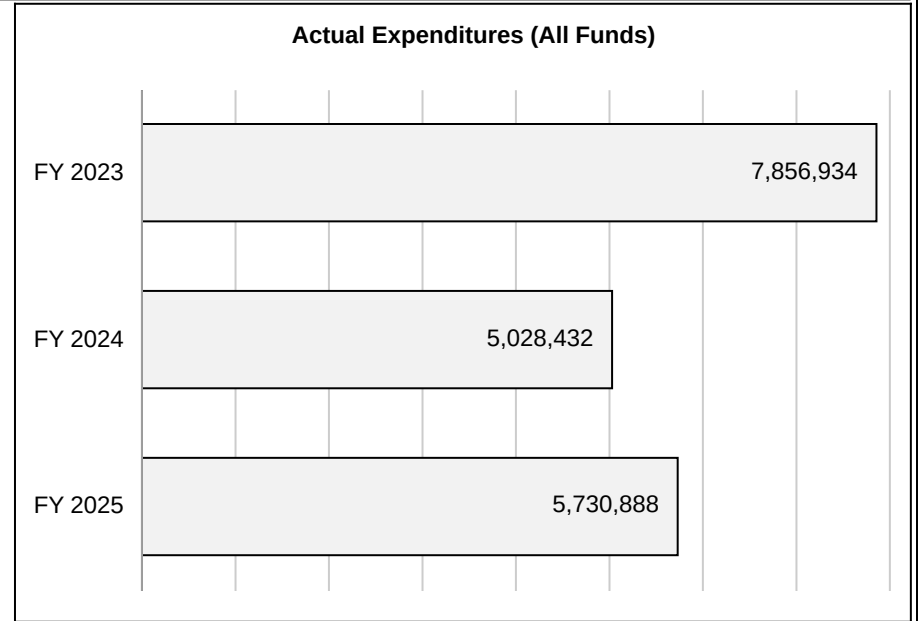 Actual Expenditures (All Funds)
FY 2023 7,856,934
FY 2024 5,028,432
FY 2025 5,730,888